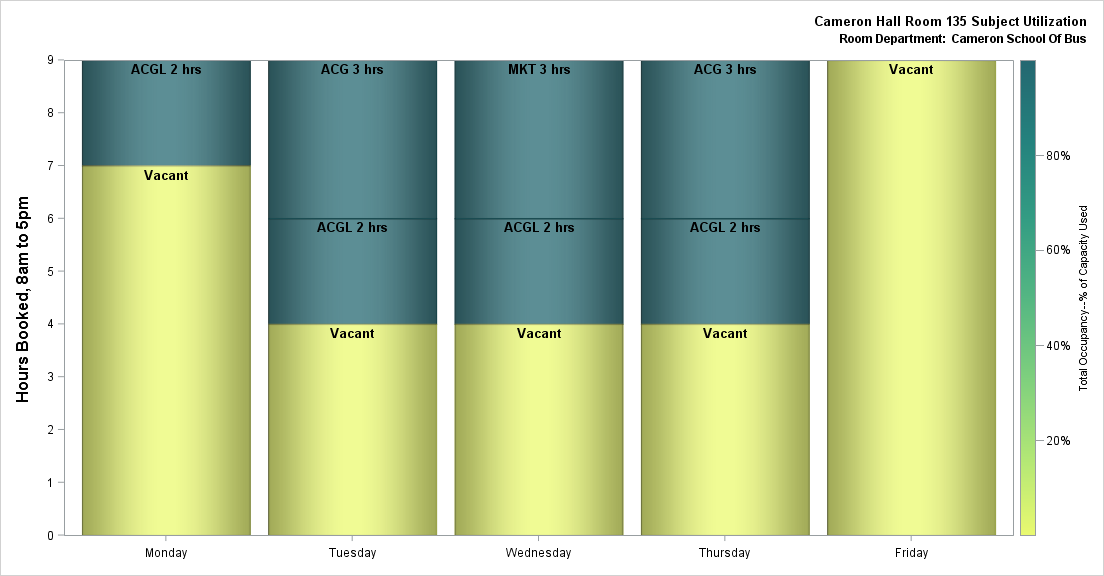 Cameron Hall Room 135 Subject Utilization
Room Department: Cameron School Of Bus
Hours Booked, 8am to 5pm
9
8
7
6
5
4
3
2
1
0
ACGL 2 hrs
Vacant
ACG 3 hrs
ACGL 2 hrs
Vacant
MKT 3 hrs
ACGL 2 hrs
Vacant
ACG 3 hrs
ACGL 2 hrs
Vacant
Vacant
Monday
Tuesday
Wednesday
Thursday
Friday
80%
60%
40%
20%
Total Occupancy--% of Capacity Used